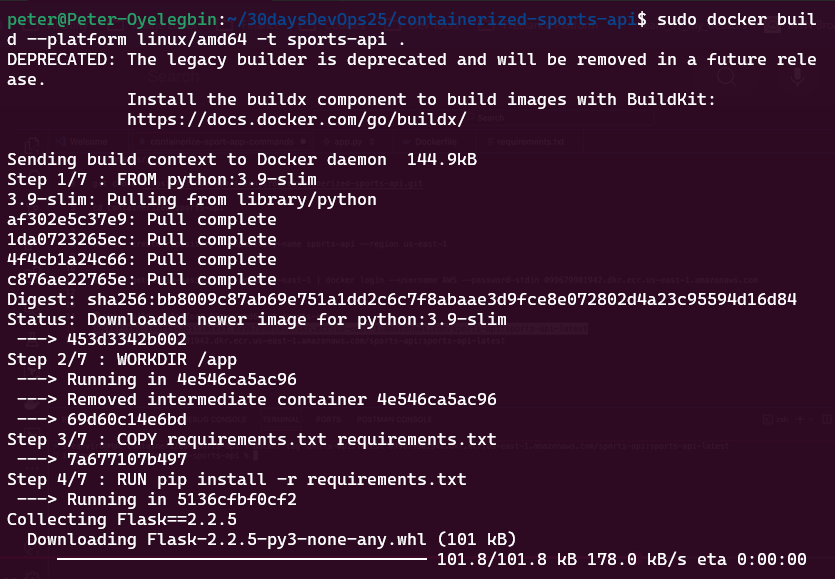 peter@Peter-Oyelegbin:~/30daysDevOps25/containerized-sports-api$ sudo docker buil
d --platform linux/amd64 -t sports-api .
DEPRECATED: The legacy builder is deprecated and will be removed in a future rele
ase.
            Install the buildx component to build images with BuildKit:
            https://docs.docker.com/go/buildx/

Sending build context to Docker daemon  144.9kB
Step 1/7 : FROM python:3.9-slim
3.9-slim: Pulling from library/python
af302e5c37e9: Pull complete
1da0723265ec: Pull complete
4f4cb1a24c66: Pull complete
c876ae22765e: Pull complete
Digest: sha256:bb8009c87ab69e751a1dd2c6c7f8abaae3d9fce8e072802d4a23c95594d16d84
Status: Downloaded newer image for python:3.9-slim
 ---> 453d3342b002
Step 2/7 : WORKDIR /app
 ---> Running in 4e546ca5ac96
 ---> Removed intermediate container 4e546ca5ac96
 ---> 69d60c14e6bd
Step 3/7 : COPY requirements.txt requirements.txt
 ---> 7a677107b497
Step 4/7 : RUN pip install -r requirements.txt
 ---> Running in 5136cfbf0cf2
Collecting Flask==2.2.5
  Downloading Flask-2.2.5-py3-none-any.whl (101 kB)
     101.8/101.8 kB 178.0 kB/s eta 0:00:00